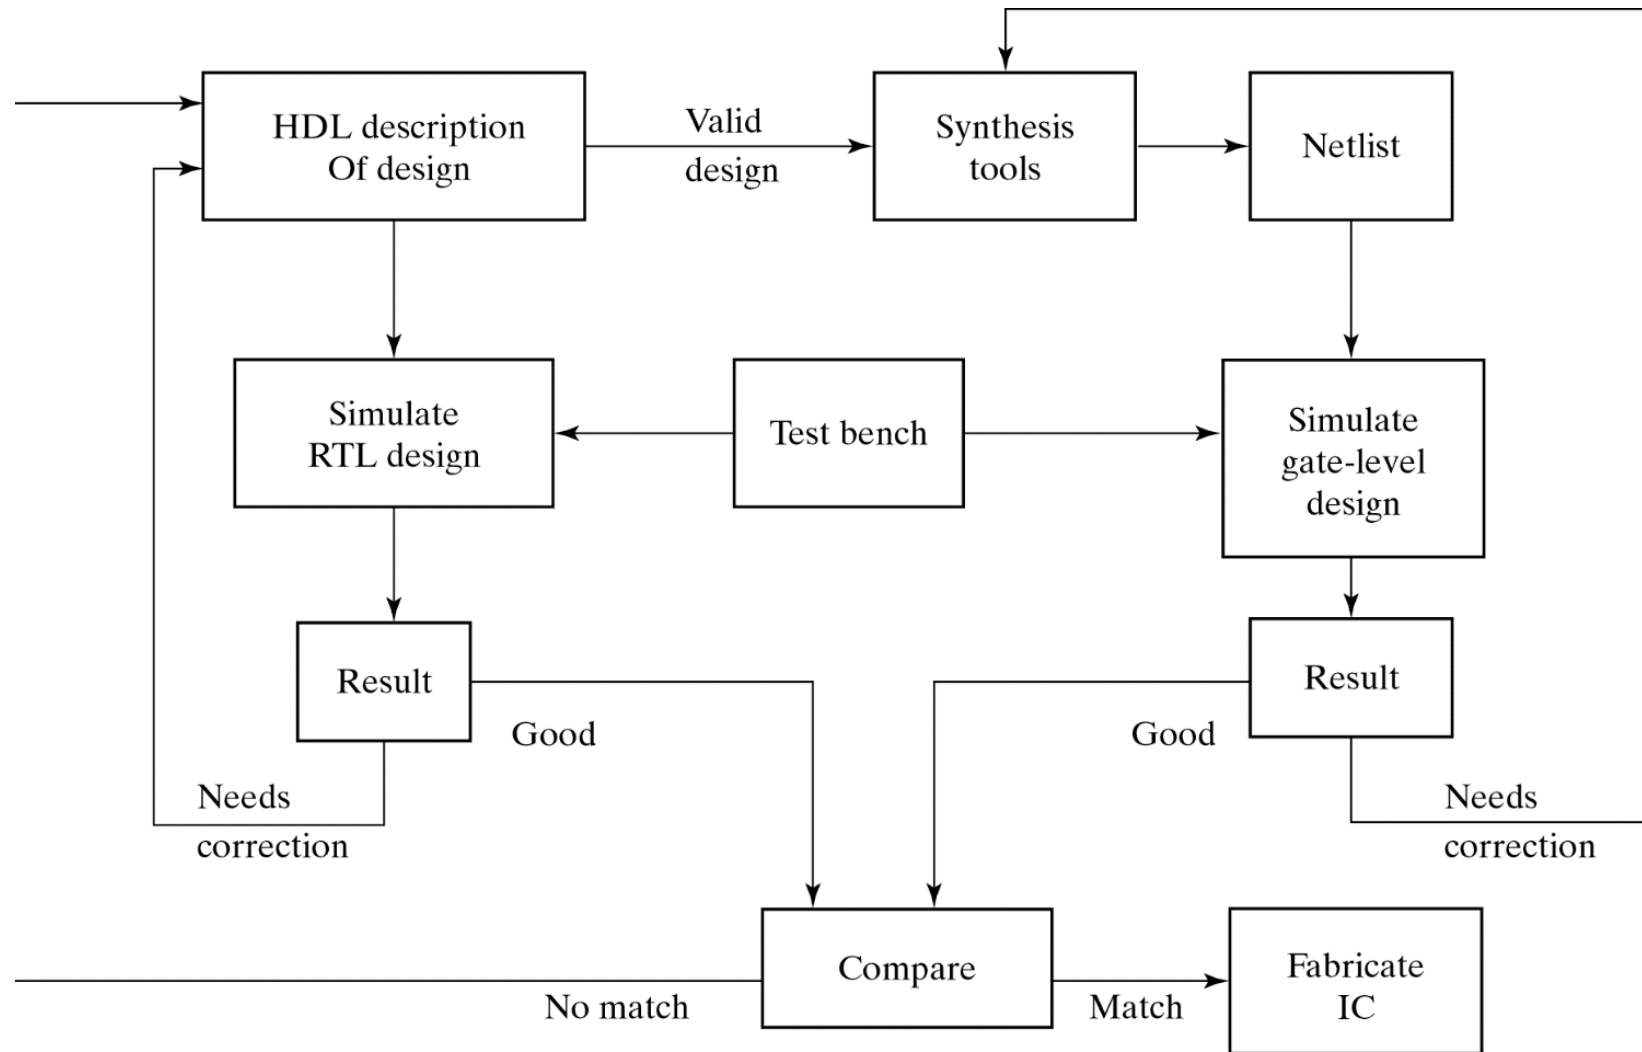 HDL description
Of design
Valid
design
Synthesis
tools
Netlist
Simulate
RTL design
Test bench
Simulate
gate-level
design
Result
Good
Result
Good
Needs
correction
Needs
correction
Compare
No match
Match
Fabricate
IC